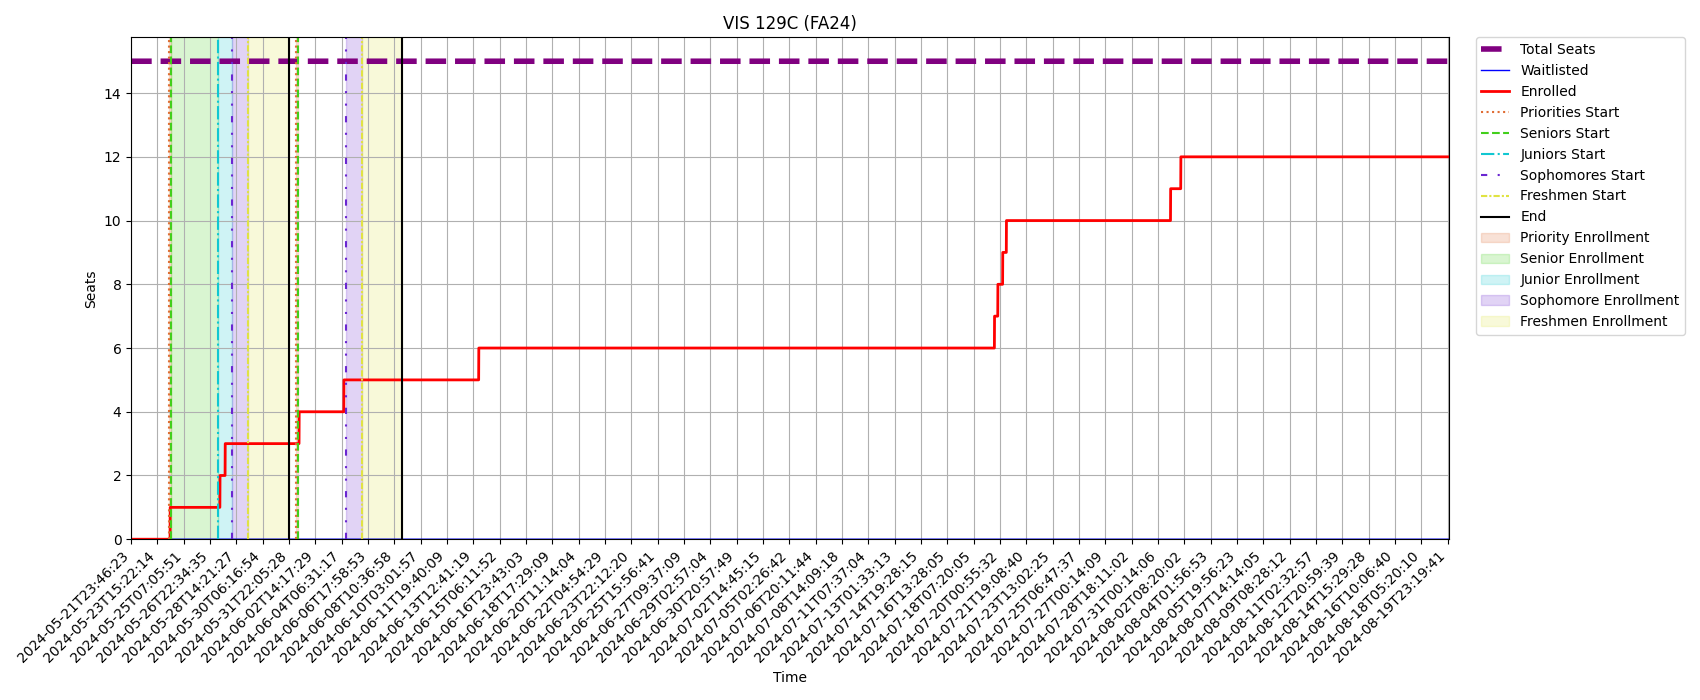 VIS 129C (FA24)
Seats
14
12
10
8
6
4
2
0
2024-05-21T23:46:23
2024-05-23T15:22:14
2024-05-25T07:05:51
2024-05-26T22:34:35
2024-05-28T14:21:27
2024-05-30T06:16:54
2024-05-31T22:05:28
2024-06-02T14:17:29
2024-06-04T06:31:17
2024-06-06T17:58:53
2024-06-08T10:36:58
2024-06-10T03:01:57
2024-06-11T19:40:09
2024-06-13T12:41:19
2024-06-15T06:11:52
2024-06-16T23:43:03
2024-06-18T17:29:09
2024-06-20T11:14:04
2024-06-22T04:54:29
2024-06-23T22:12:20
2024-06-25T15:56:41
2024-06-27T09:37:09
2024-06-29T02:57:04
2024-06-30T20:57:49
2024-07-02T14:45:15
2024-07-05T02:26:42
2024-07-06T20:11:44
2024-07-08T14:09:18
2024-07-11T07:37:04
2024-07-13T01:33:13
2024-07-14T19:28:15
2024-07-16T13:28:05
2024-07-18T07:20:05
2024-07-20T00:55:32
2024-07-21T19:08:40
2024-07-23T13:02:25
2024-07-25T06:47:37
2024-07-27T00:14:09
2024-07-28T18:11:02
2024-07-31T00:14:06
2024-08-02T08:20:02
2024-08-04T01:56:53
2024-08-05T19:56:23
2024-08-07T14:14:05
2024-08-09T08:28:12
2024-08-11T02:32:57
2024-08-12T20:59:39
2024-08-14T15:29:28
2024-08-16T10:06:40
2024-08-18T05:20:10
2024-08-19T23:19:41
Time
Total Seats
Waitlisted
Enrolled
Priorities Start
Seniors Start
Juniors Start
Sophomores Start
Freshmen Start
End
Priority Enrollment
Senior Enrollment
Junior Enrollment
Sophomore Enrollment
Freshmen Enrollment